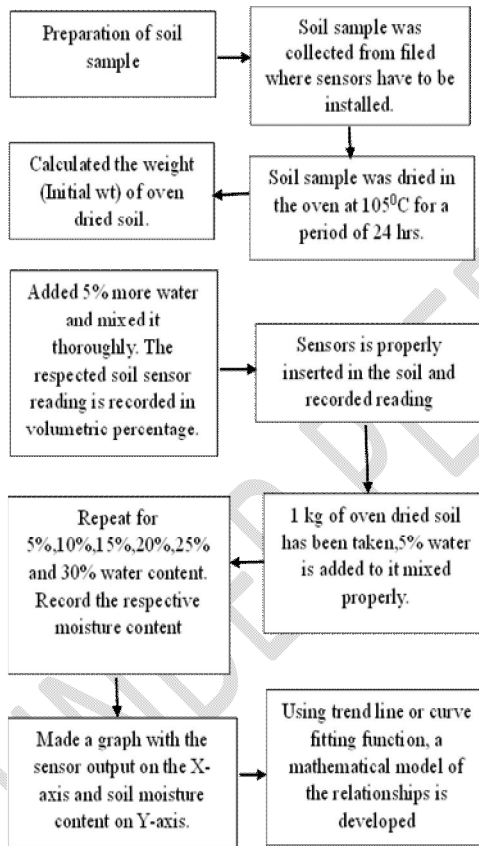 Preparation of soil
sample
Soil sample was
collected from filed
where sensors have to be
installed.
Soil sample was dried in
the oven at 105⁰C for a
period of 24 hrs.
Calculated the weight
(Initial wt) of oven
dried soil.
Added 5% more water
and mixed it
thoroughly. The
respected soil sensor
reading is recorded in
volumetric percentage.
Sensors is properly
inserted in the soil and
recorded reading
1 kg of oven dried soil
has been taken,5% water
is added to it mixed
properly.
Repeat for
5%,10%,15%,20%,25%
and 30% water content.
Record the respective
moisture content
Made a graph with the
sensor output on the X-
axis and soil moisture
content on Y-axis.
Using trend line or curve
fitting function, a
mathematical model of
the relationships is
developed